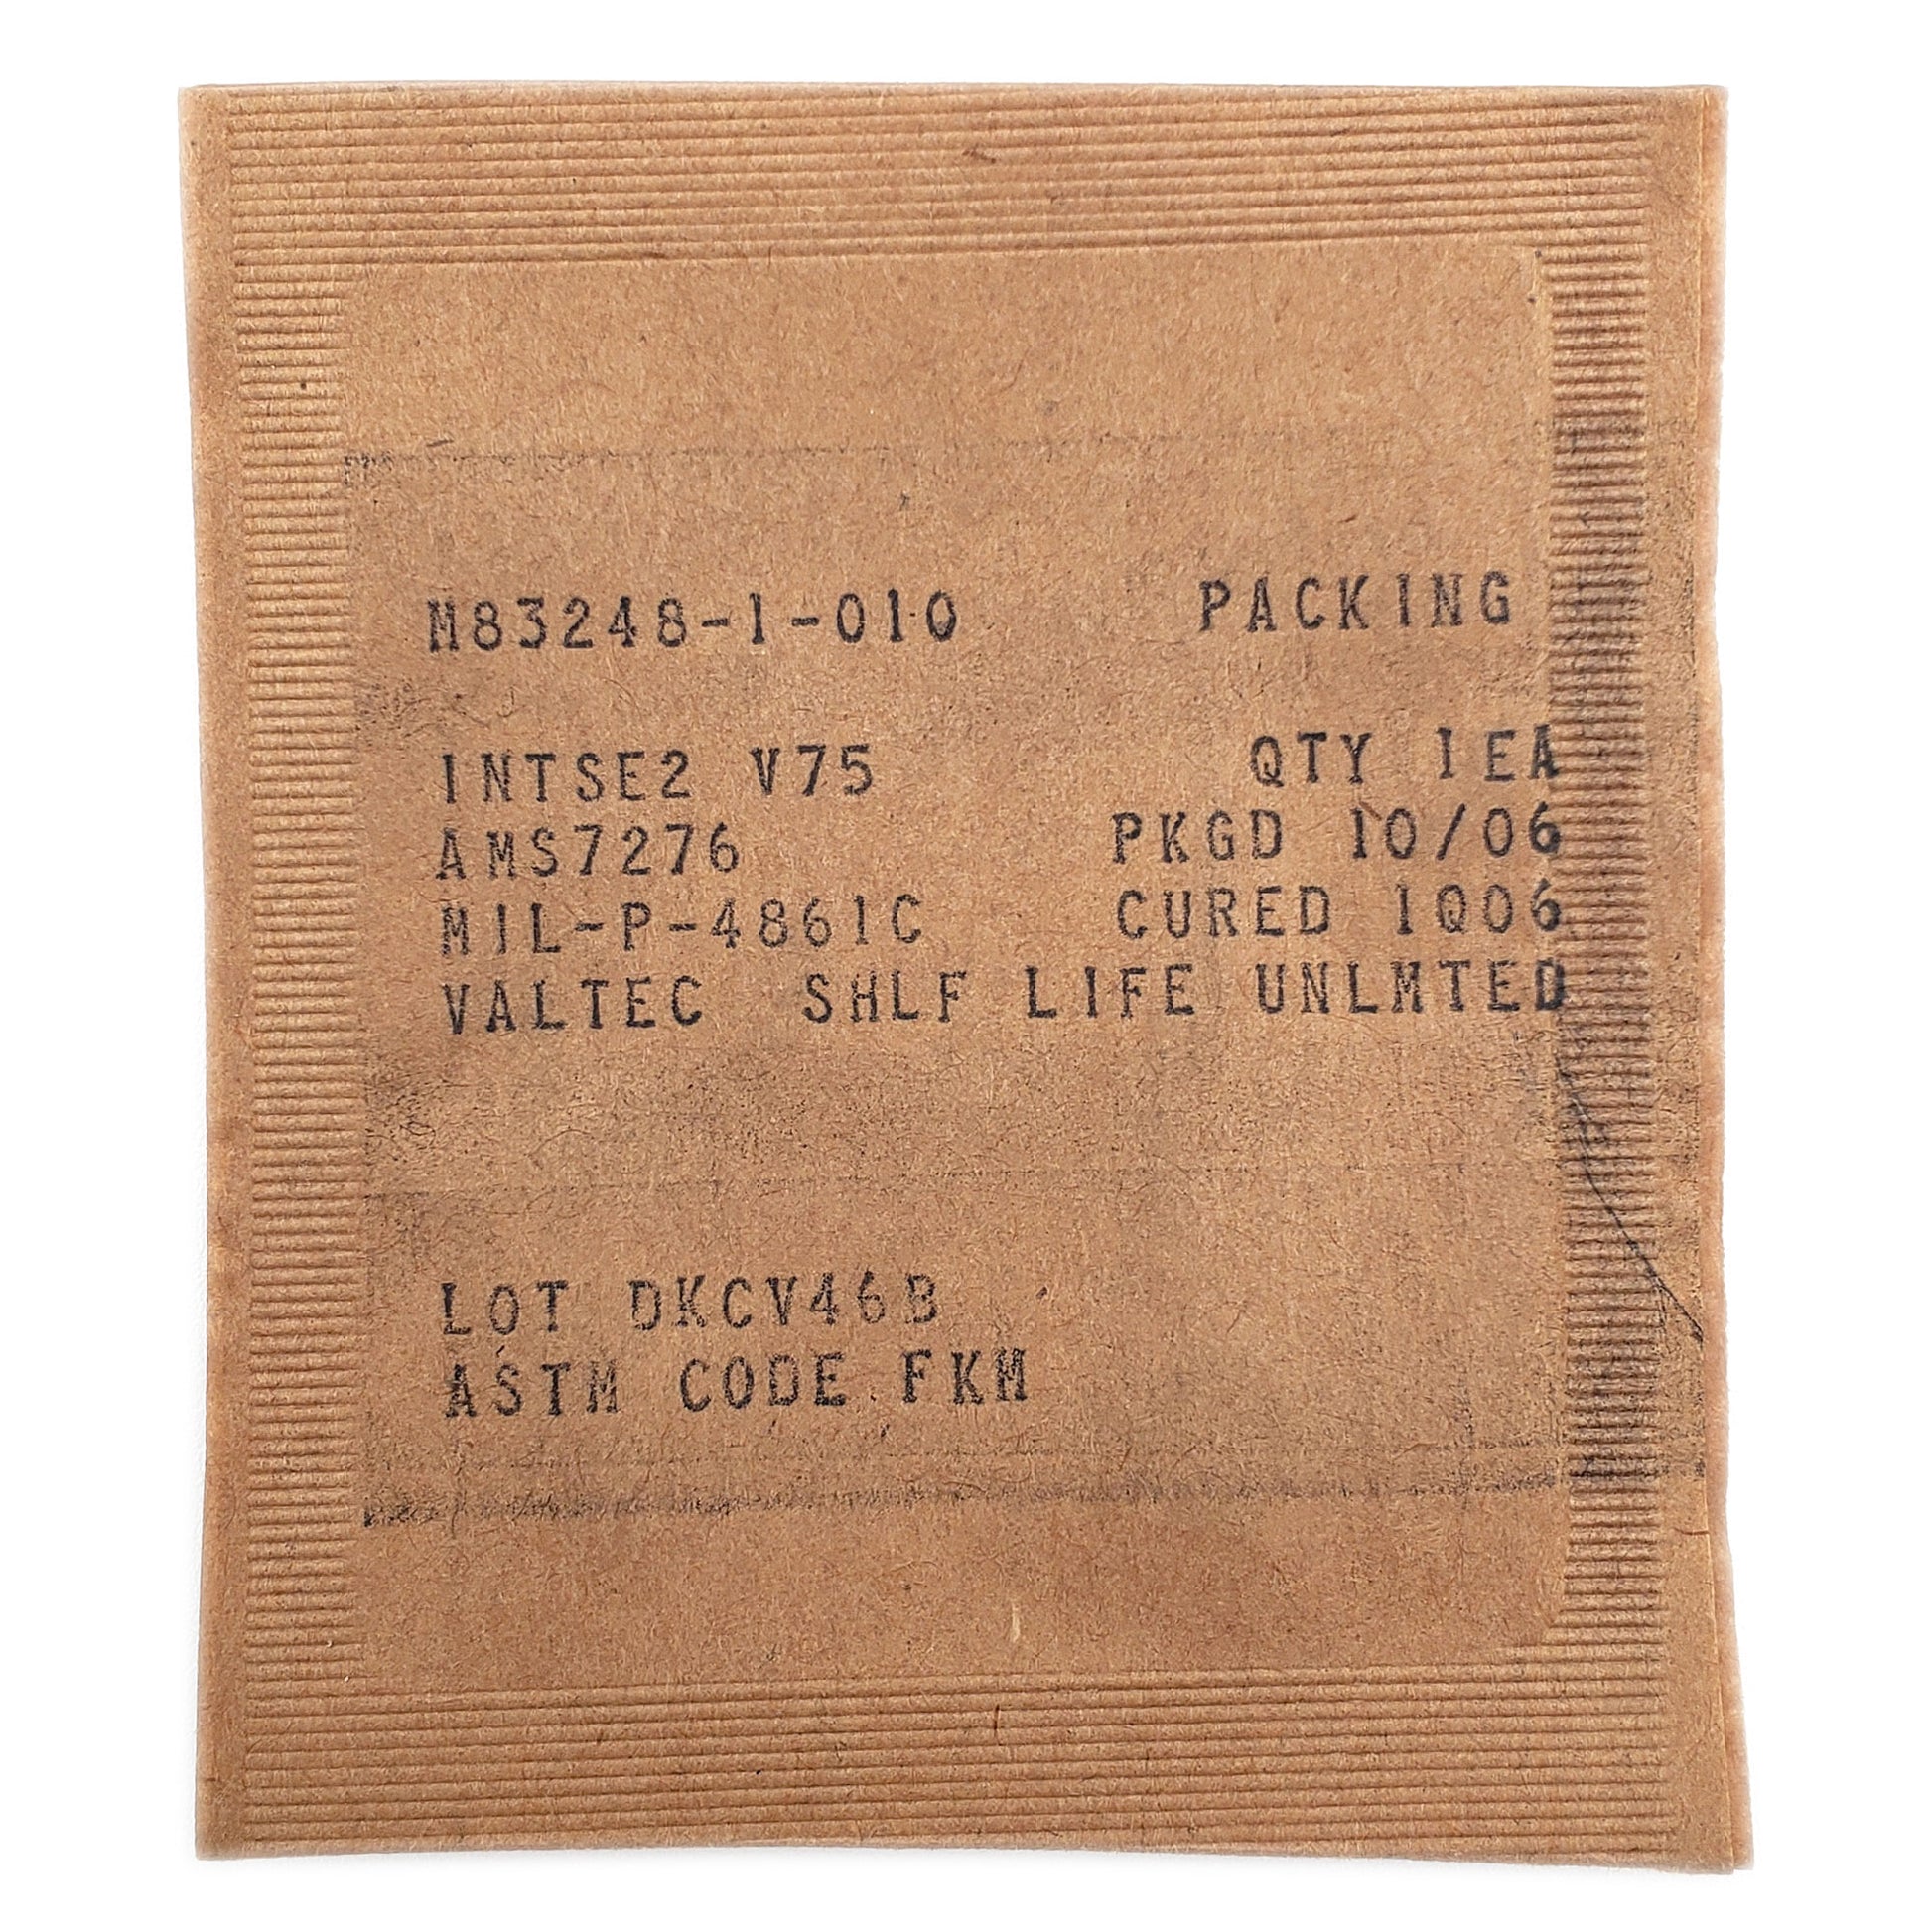 M83248-1-010 PACKING
INTSE2 V75 QTY 1EA
AMS7276 PKGD 10/06
MIL-P-4861C CURED 1Q06
VALTEC SHLF LIFE UNLMTED
LOT DKCV46B
ASTM CODE FKM